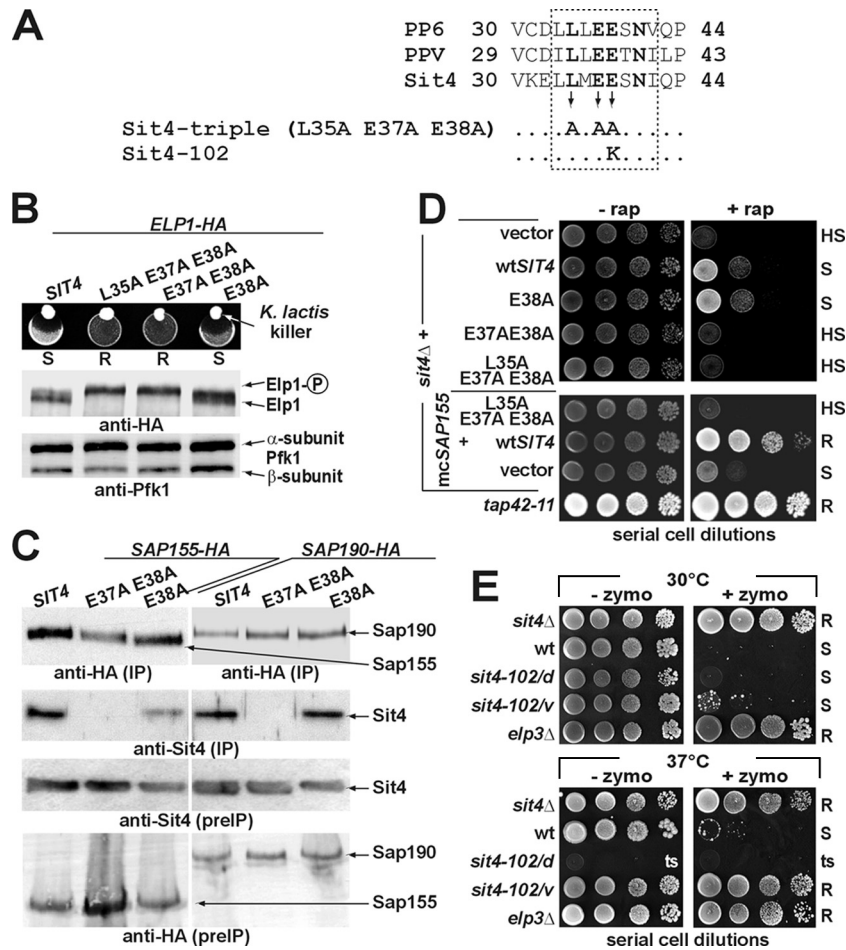 A
PP6 30 VCDLLLEESNVQP 44
PPV 29 VCDILLEETNILP 43
Sit4 30 VKELLMEESNIQP 44
Sit4-triple (L35A E37A E38A) ....A.AA.....
Sit4-102 .......K.....
B
ELP1-HA
SIT4
L35A E37A E38A
E37A E38A
E38A
K. lactis
killer
S R R S
Elp1-P
Elp1
anti-HA
α-subunit
Pfk1
β-subunit
anti-Pfk1
C
SAP155-HA SAP190-HA
SIT4 E37A E38A E38A SIT4 E37A E38A E38A
Sap190
Sap155
anti-HA (IP) anti-HA (IP)
Sit4
anti-Sit4 (IP)
Sit4
anti-Sit4 (preIP)
Sap190
Sap155
anti-HA (preIP)
D
- rap + rap
sit4Δ +
vector HS
wtSIT4 S
E38A S
E37AE38A HS
L35A
E37A E38A HS
mcSAP155
+
L35A
E37A E38A HS
wtSIT4 R
vector S
tap42-11 R
serial cell dilutions
E
30°C
- zymo + zymo
sit4Δ R
wt S
sit4-102/d S
sit4-102/v S
elp3Δ R
37°C
- zymo + zymo
sit4Δ R
wt S
sit4-102/d ts ts
sit4-102/v R
elp3Δ R
serial cell dilutions